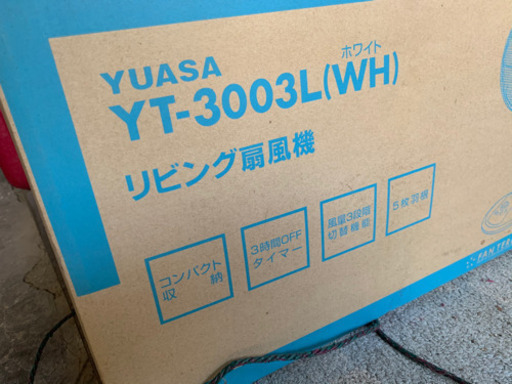 YUASA
ホワイト
YT-3003L(WH)
リビング扇風機
コンパクト
収納
3時間OFF
タイマー
風量3段階
切替機能
5枚羽根